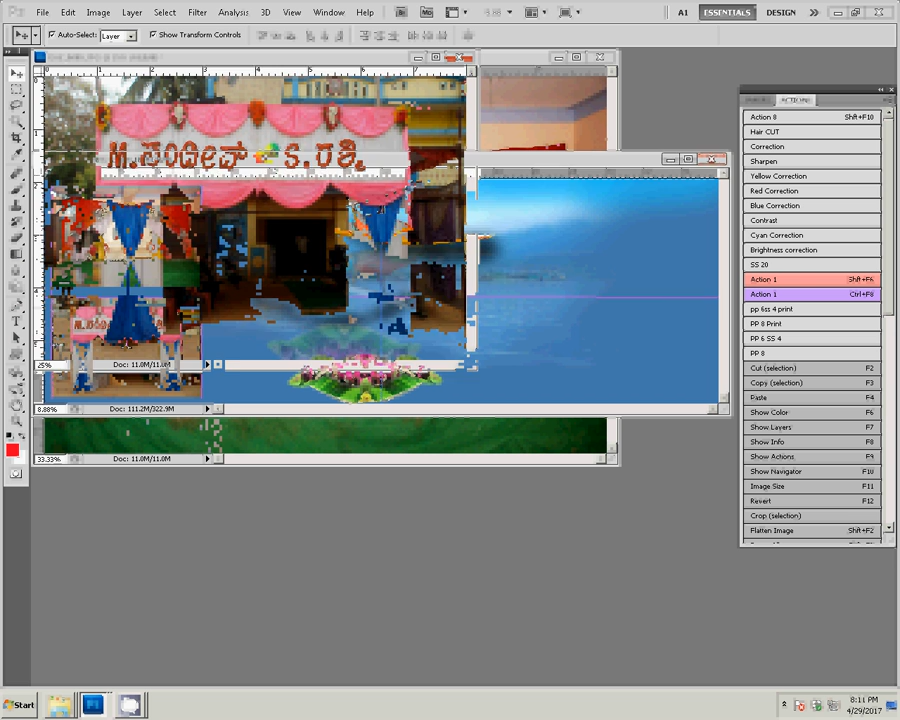 File Edit Image Layer Select Filter Analysis 3D View Window Help
A1 ESSENTIALS DESIGN
Auto-Select: Layer Show Transform Controls
25% Doc: 11.0M/11.0M
8.88% Doc: 111.2M/322.9M
33.33% Doc: 11.0M/11.0M
Action 8 Shft+F10
Hair CUT
Correction
Sharpen
Yellow Correction
Red Correction
Blue Correction
Contrast
Cyan Correction
Brightness correction
SS 20
Action 1 Shft+F6
Action 1 Ctrl+F8
pp 6ss 4 print
PP 8 Print
PP 6 SS 4
PP 8
Cut (selection) F2
Copy (selection) F3
Paste F4
Show Color F6
Show Layers F7
Show Info F8
Show Actions F9
Show Navigator F10
Image Size F11
Revert F12
Crop (selection)
Flatten Image Shft+F2
Start
8:11 PM
4/29/2017